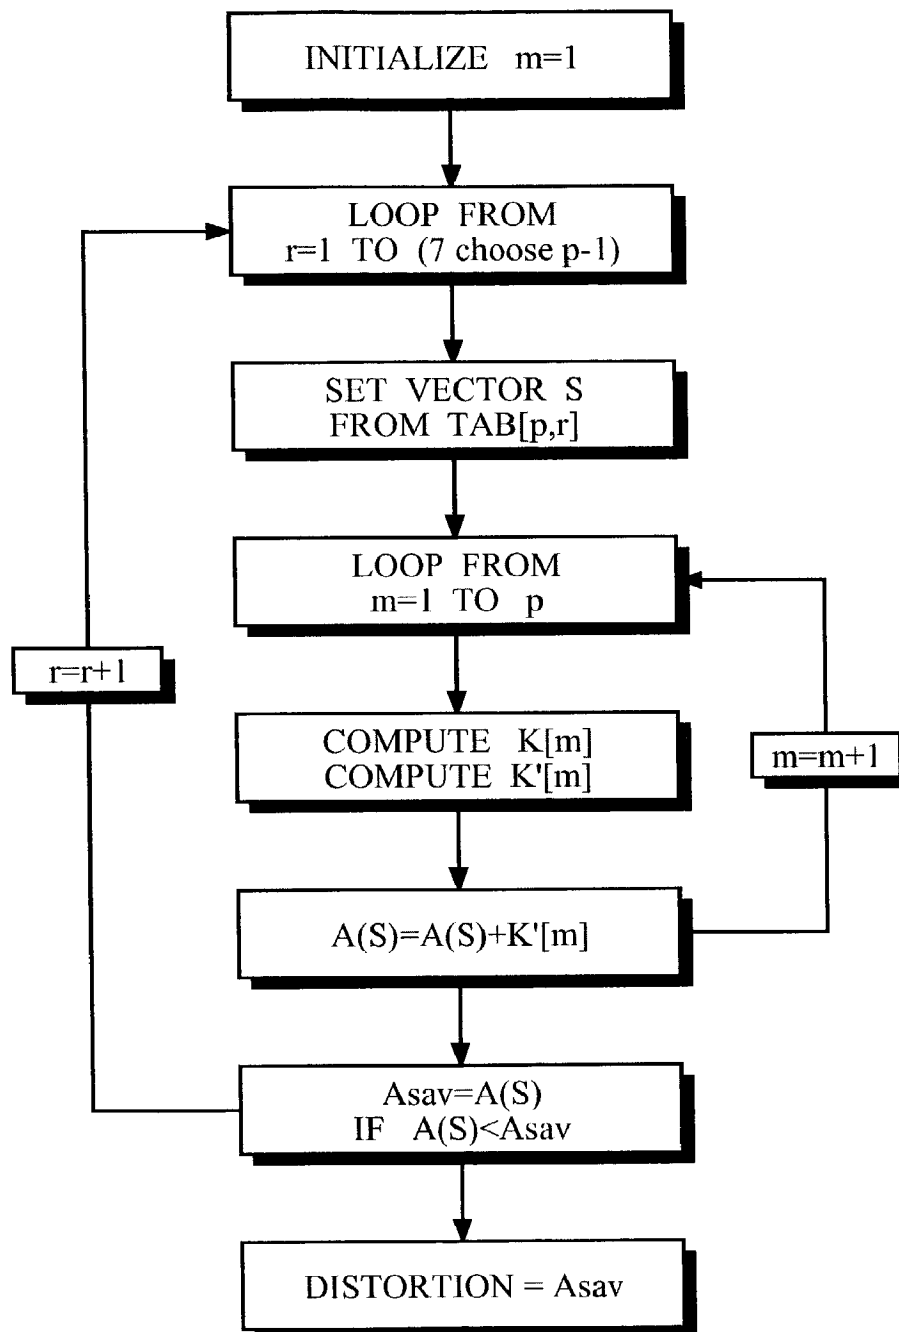 INITIALIZE m=1
LOOP FROM
r=1 TO (7 choose p-1)
SET VECTOR S
FROM TAB[p,r]
LOOP FROM
m=1 TO p
r=r+1
COMPUTE K[m]
COMPUTE K'[m]
m=m+1
A(S)=A(S)+K'[m]
Asav=A(S)
IF A(S)<Asav
DISTORTION = Asav